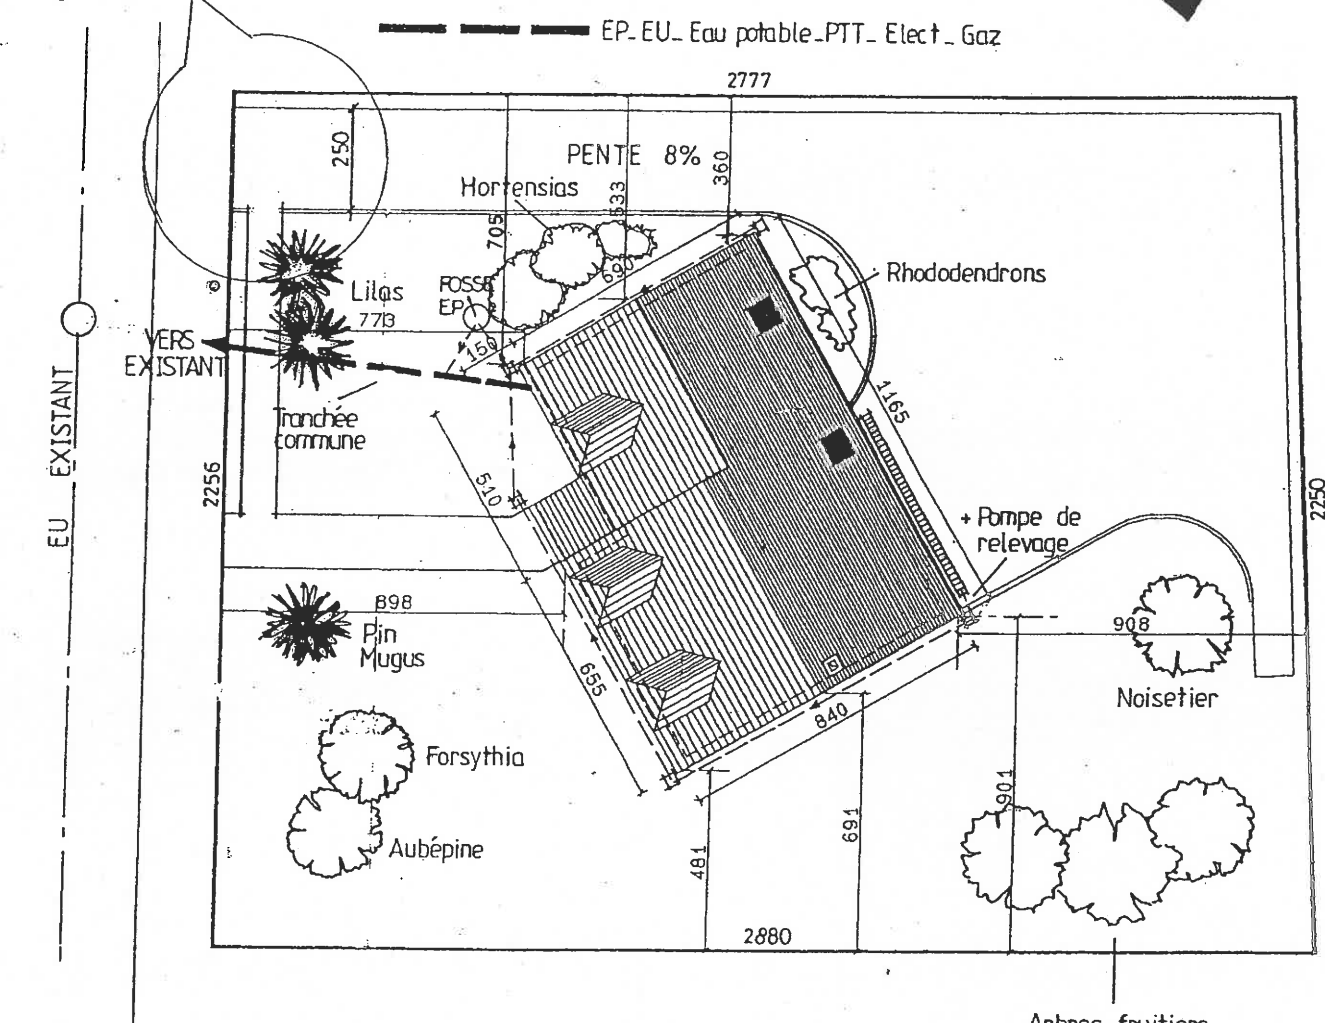 EP_EU_Eau potable_PTT_Elect_Gaz
2777
250
PENTE 8%
360
Hortensias
533
705
690
Rhododendrons
FOSSE
EP
Lilas
773
150
VERS
EXISTANT
Tranchée
commune
EU EXISTANT
2256
510
1165
2250
+ Pompe de
relevage
898
Pin
Mugus
908
Noisetier
655
S
840
Forsythia
Aubépine
901
691
481
2880
Arbres fruitiers